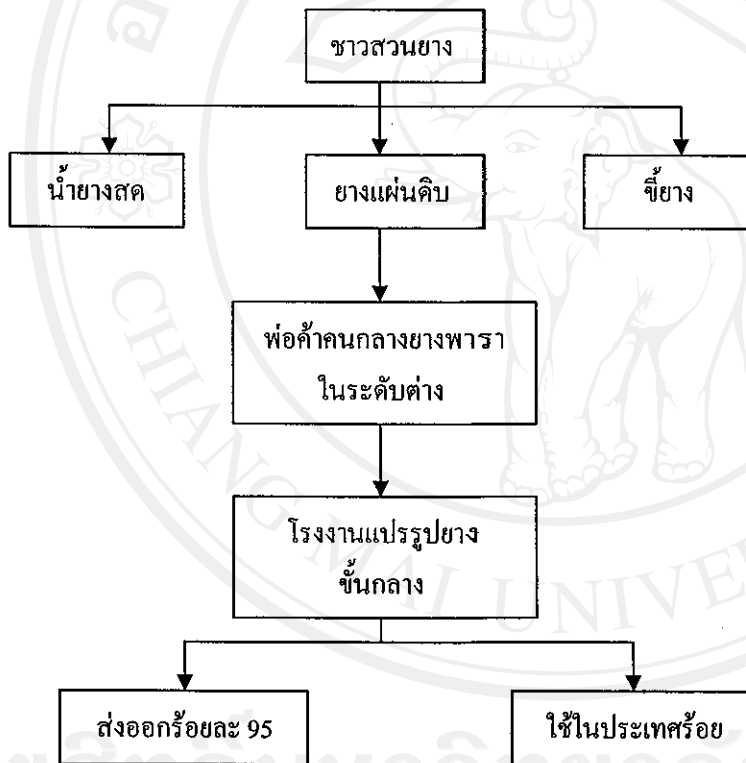 ชาวสวนยาง
น้ำยางสด
ยางแผ่นดิบ
ขี้ยาง
พ่อค้าคนกลางยางพารา
ในระดับต่าง
โรงงานแปรรูปยาง
ขั้นกลาง
ส่งออกร้อยละ 95
ใช้ในประเทศร้อย
CHIANG MAI UNIVE